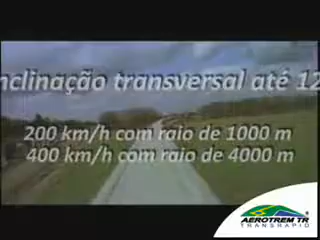 nclinação transversal até 12
200 km/h com raio de 1000 m
400 km/h com raio de 4000 m
AEROTREM TR
TRANSRAPID